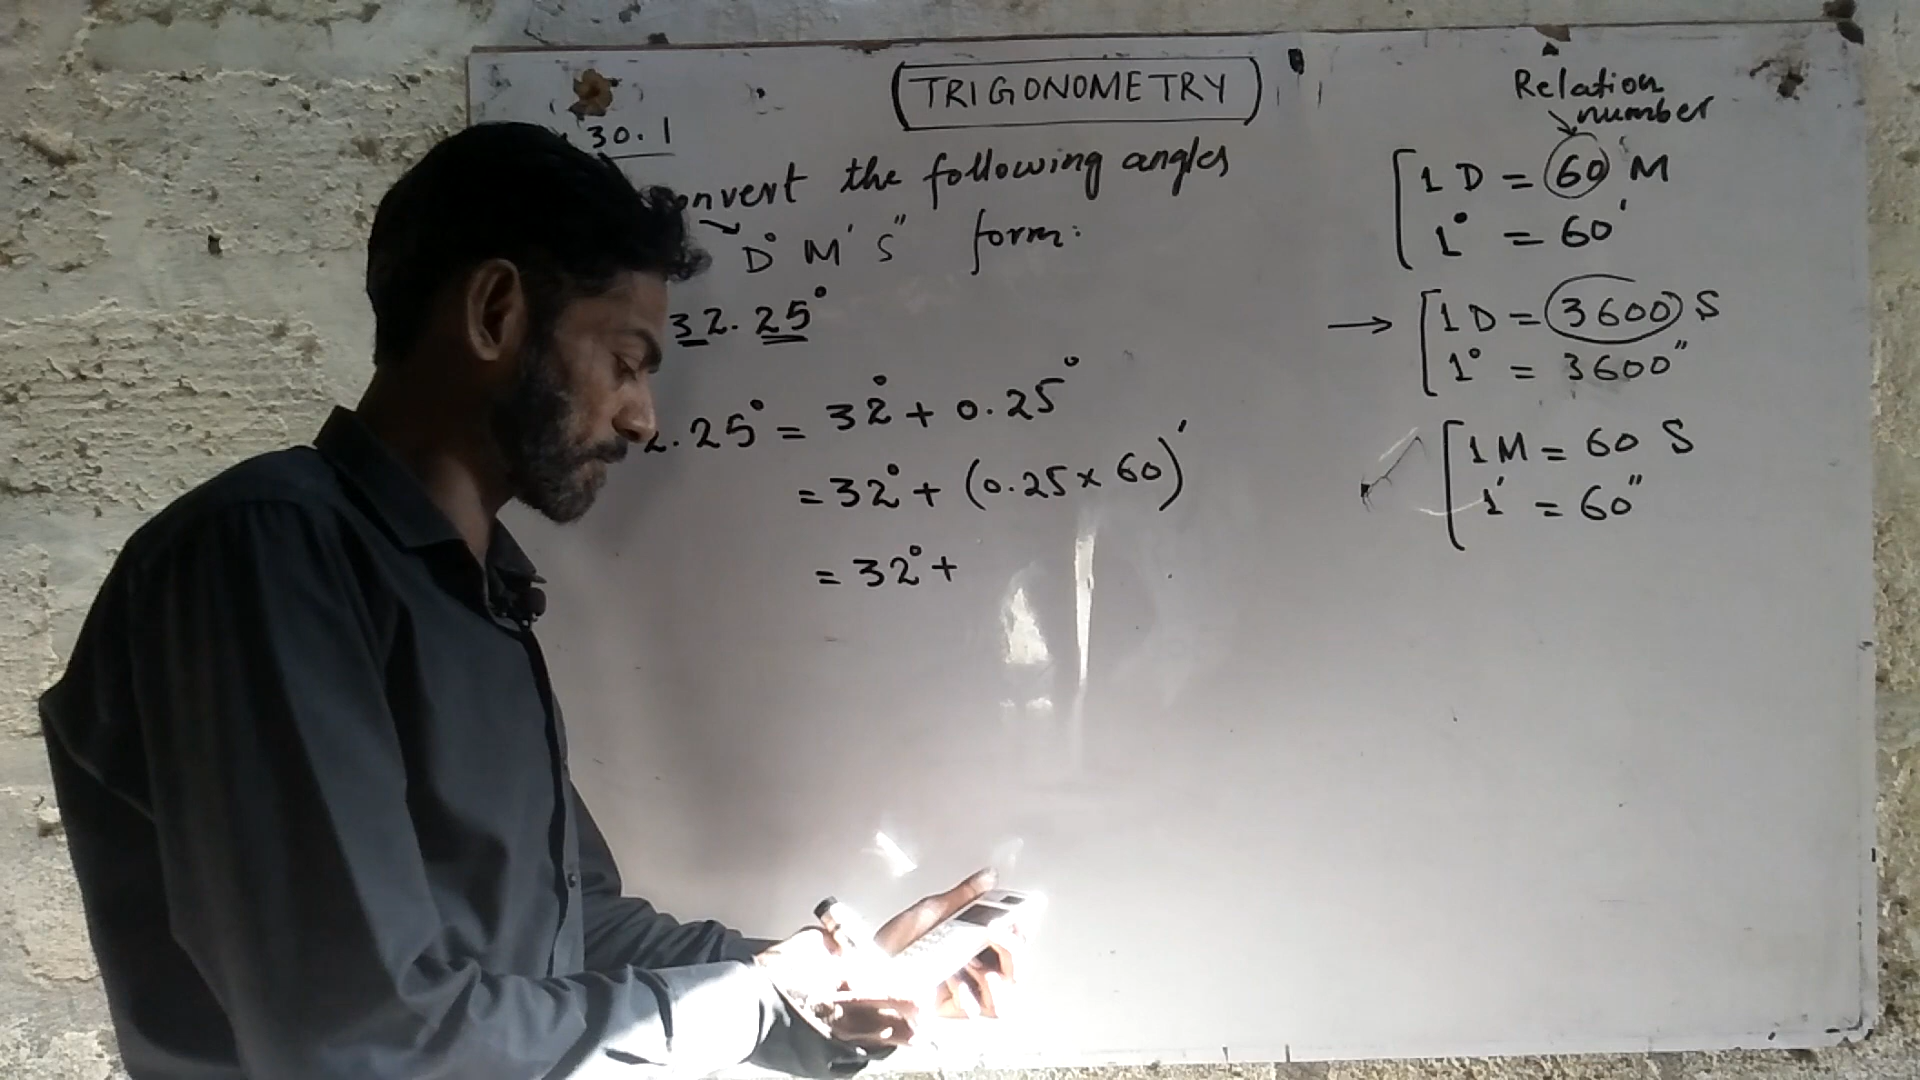 TRIGONOMETRY
30.1
onvert the following angles
D° M' S" form:
32.25°
2.25° = 32° + 0.25°
= 32° + (0.25 × 60)'
= 32° +
Relation
number
1 D = 60 M
1° = 60'
→ 1 D = 3600 S
1° = 3600"
1 M = 60 S
1' = 60"